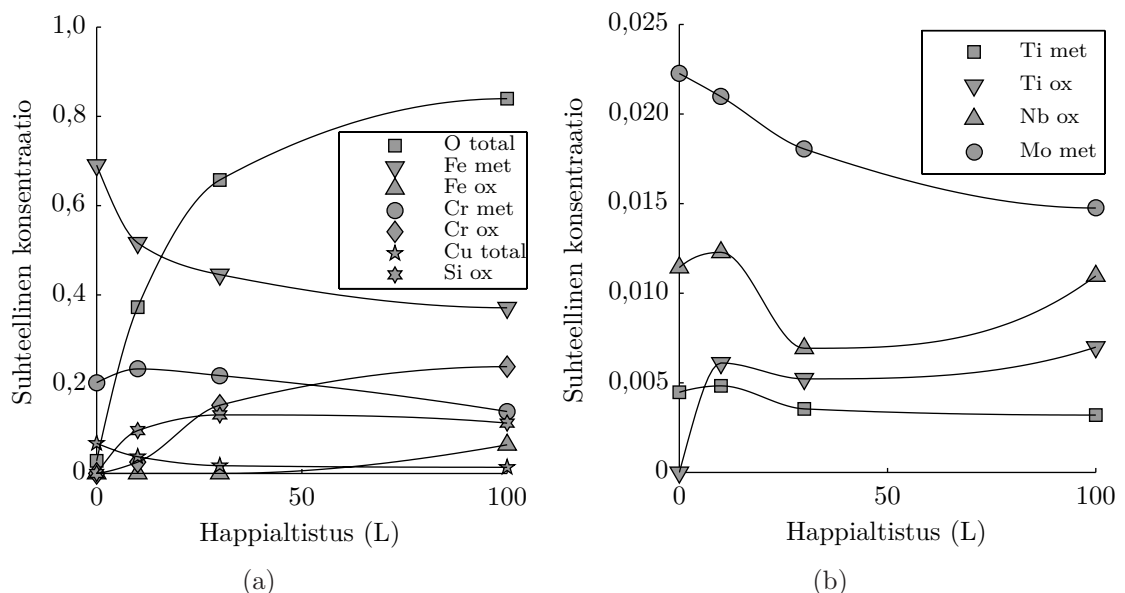 Suhteellinen konsentraatio
1,0
0,8
0,6
0,4
0,2
0
0
50
100
Happialtistus (L)
O total
Fe met
Fe ox
Cr met
Cr ox
Cu total
Si ox
(a)
Suhteellinen konsentraatio
0,025
0,020
0,015
0,010
0,005
0
0
50
100
Happialtistus (L)
Ti met
Ti ox
Nb ox
Mo met
(b)